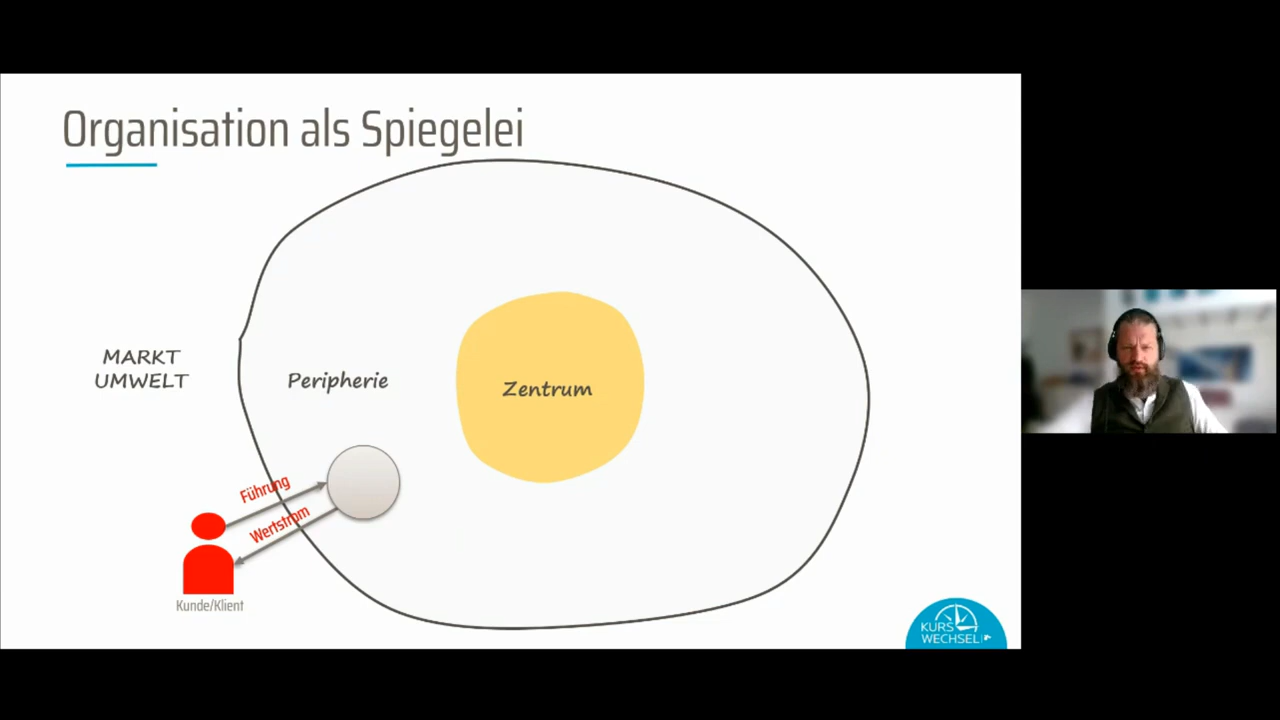 Organisation als Spiegelei
MARKT
UMWELT
Peripherie
Zentrum
Führung
Wertstrom
Kunde/Klient
KURS
WECHSEL